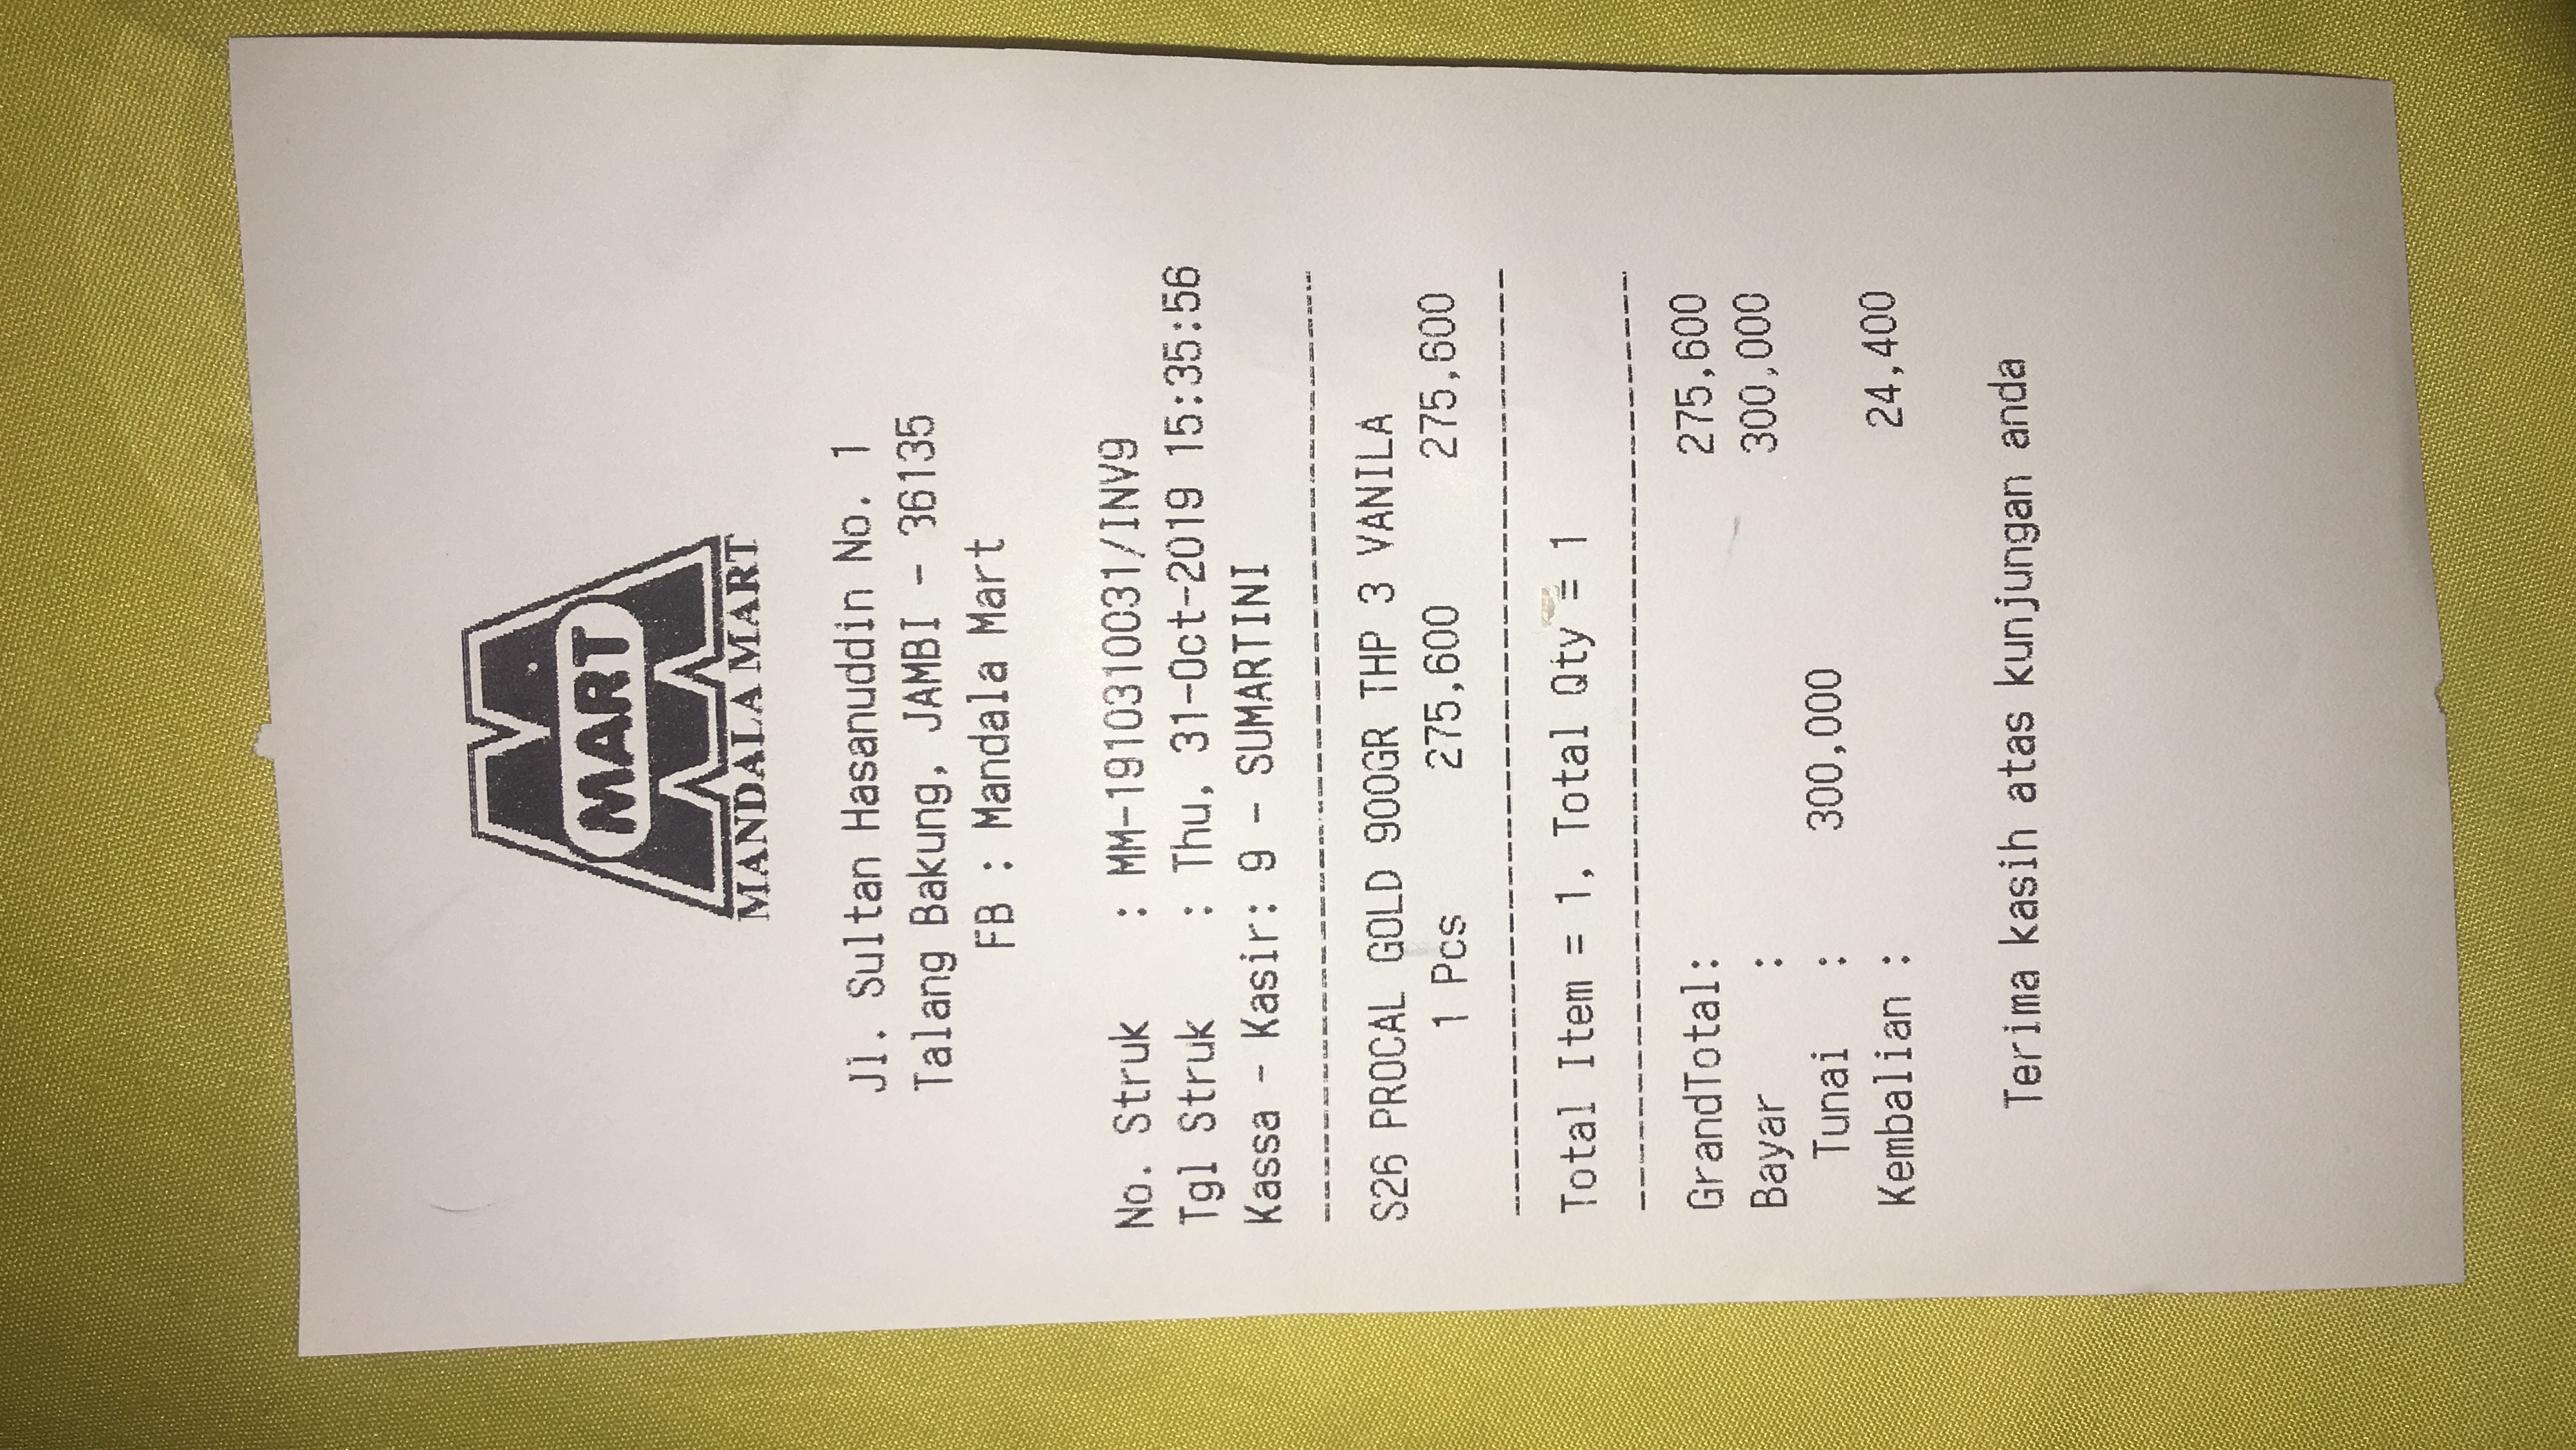 MART
MANDALA MART
Jl. Sultan Hasanuddin No. 1
Talang Bakung, JAMBI - 36135
FB : Mandala Mart
No. Struk : MM-1910310031/INV9
Tgl Struk : Thu, 31-Oct-2019 15:35:56
Kassa - Kasir: 9 - SUMARTINI
S26 PROCAL GOLD 900GR THP 3 VANILA
1 Pcs 275,600 275,600
Total Item = 1, Total Qty = 1
GrandTotal: 275,600
Bayar : 300,000
Tunai : 300,000
Kembalian : 24,400
Terima kasih atas kunjungan anda